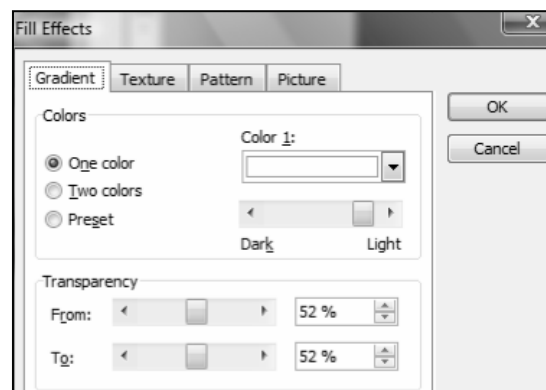 Fill Effects
Gradient Texture Pattern Picture
Colors
One color
Two colors
Preset
Color 1:
Dark Light
Transparency
From: 52 %
To: 52 %
OK
Cancel